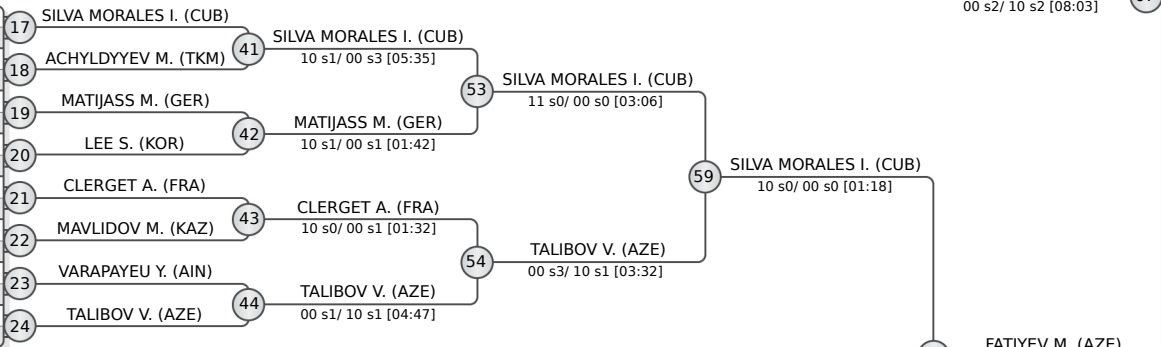 00 s2/ 10 s2 [08:03]
17
SILVA MORALES I. (CUB)
41
SILVA MORALES I. (CUB)
10 s1/ 00 s3 [05:35]
18
ACHYLDYYEV M. (TKM)
53
SILVA MORALES I. (CUB)
11 s0/ 00 s0 [03:06]
19
MATIJASS M. (GER)
42
MATIJASS M. (GER)
10 s1/ 00 s1 [01:42]
20
LEE S. (KOR)
59
SILVA MORALES I. (CUB)
10 s0/ 00 s0 [01:18]
21
CLERGET A. (FRA)
43
CLERGET A. (FRA)
10 s0/ 00 s1 [01:32]
22
MAVLIDOV M. (KAZ)
54
TALIBOV V. (AZE)
00 s3/ 10 s1 [03:32]
23
VARAPAYEU Y. (AIN)
44
TALIBOV V. (AZE)
00 s1/ 10 s1 [04:47]
24
TALIBOV V. (AZE)
FATIYEV M. (AZE)